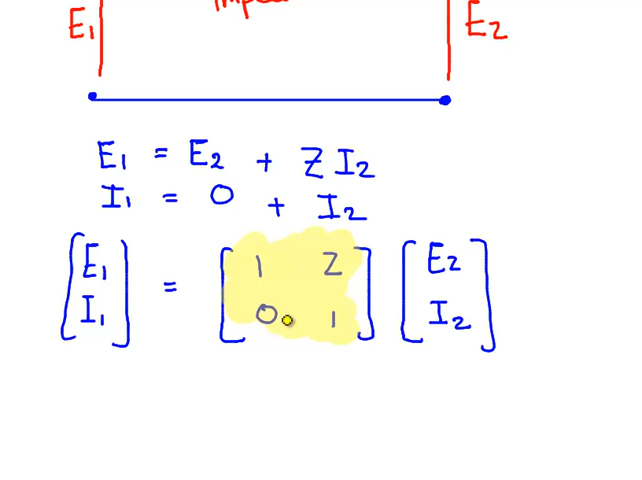 E1 E2
E1 = E2 + Z I2
I1 = 0 + I2
[E1 I1] = [1 Z 0 1] [E2 I2]